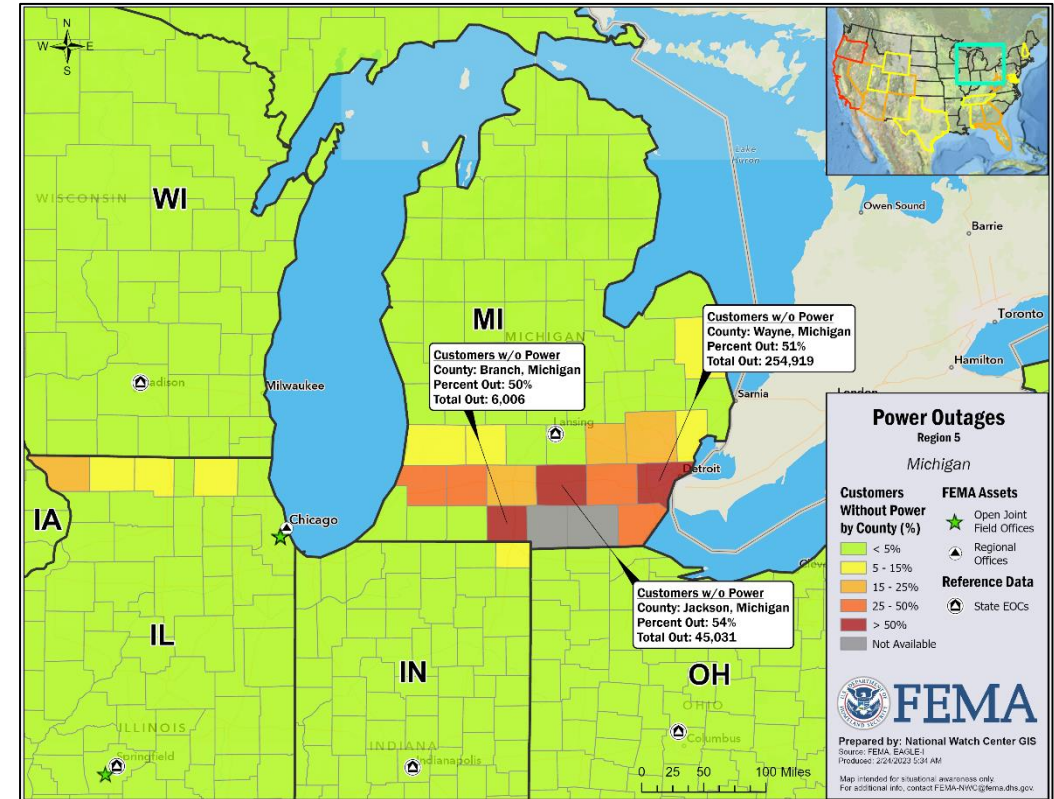 N
W E
S
WISCONSIN
WI
Madison
Milwaukee
MI
MICHIGAN
Lansing
Lake
Huron
Owen Sound
Barrie
Toronto
Hamilton
London
Sarnia
Detroit
Customers w/o Power
County: Wayne, Michigan
Percent Out: 51%
Total Out: 254,919
Customers w/o Power
County: Branch, Michigan
Percent Out: 50%
Total Out: 6,006
Customers w/o Power
County: Jackson, Michigan
Percent Out: 54%
Total Out: 45,031
IA
Chicago
IL
ILLINOIS
Springfield
IN
INDIANA
Indianapolis
OH
OHIO
Columbus
Cleve
0 25 50 100 Miles
Power Outages
Region 5
Michigan
Customers
Without Power
by County (%)
< 5%
5 - 15%
15 - 25%
25 - 50%
> 50%
Not Available
FEMA Assets
Open Joint
Field Offices
Regional
Offices
Reference Data
State EOCs
FEMA
Prepared by: National Watch Center GIS
Source: FEMA, EAGLE-I
Produced: 2/24/2023 5:34 AM
Map intended for situational awareness only.
For additional info, contact FEMA-NWC@fema.dhs.gov.